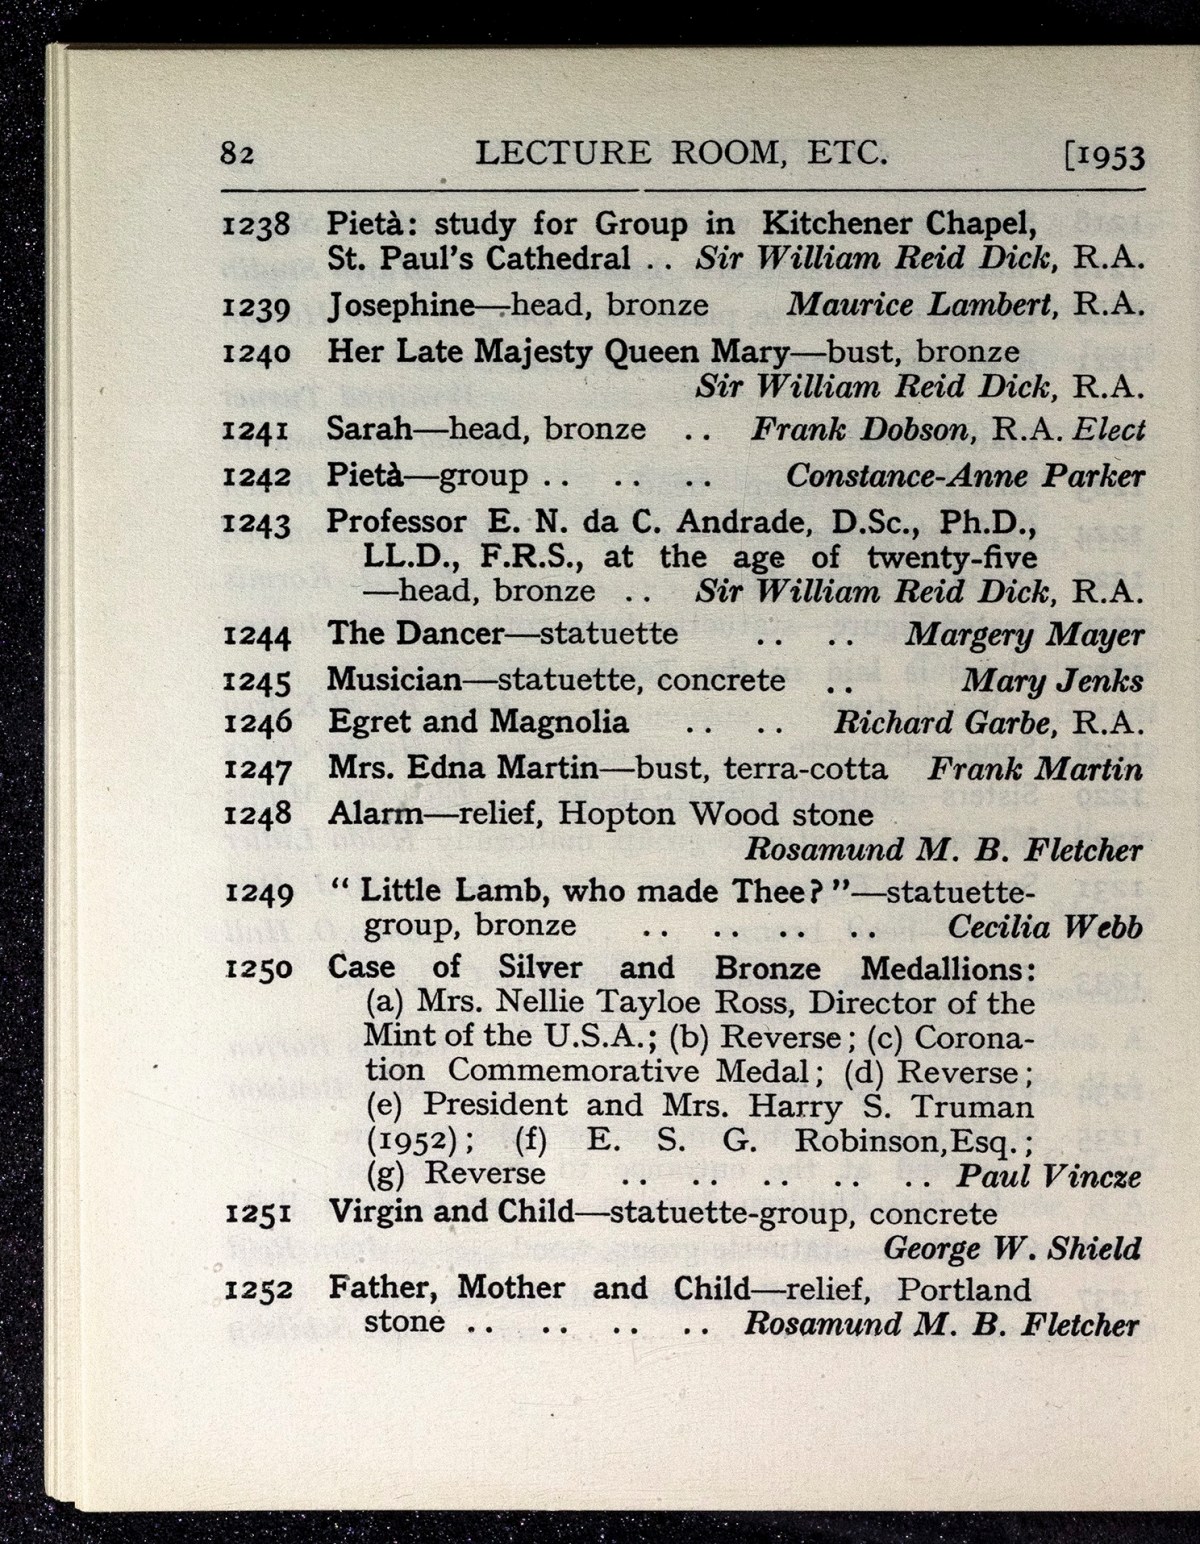 82 LECTURE ROOM, ETC. [1953
1238 Pietà: study for Group in Kitchener Chapel,
St. Paul's Cathedral .. Sir William Reid Dick, R.A.
1239 Josephine—head, bronze Maurice Lambert, R.A.
1240 Her Late Majesty Queen Mary—bust, bronze
Sir William Reid Dick, R.A.
1241 Sarah—head, bronze .. Frank Dobson, R.A. Elect
1242 Pietà—group .. .. .. Constance-Anne Parker
1243 Professor E. N. da C. Andrade, D.Sc., Ph.D.,
LL.D., F.R.S., at the age of twenty-five
—head, bronze .. Sir William Reid Dick, R.A.
1244 The Dancer—statuette .. .. Margery Mayer
1245 Musician—statuette, concrete .. Mary Jenks
1246 Egret and Magnolia .. .. Richard Garbe, R.A.
1247 Mrs. Edna Martin—bust, terra-cotta Frank Martin
1248 Alarm—relief, Hopton Wood stone
Rosamund M. B. Fletcher
1249 “ Little Lamb, who made Thee? ”—statuette-
group, bronze .. .. .. .. Cecilia Webb
1250 Case of Silver and Bronze Medallions:
(a) Mrs. Nellie Tayloe Ross, Director of the
Mint of the U.S.A.; (b) Reverse; (c) Corona-
tion Commemorative Medal; (d) Reverse;
(e) President and Mrs. Harry S. Truman
(1952); (f) E. S. G. Robinson,Esq.;
(g) Reverse .. .. .. .. .. Paul Vincze
1251 Virgin and Child—statuette-group, concrete
George W. Shield
1252 Father, Mother and Child—relief, Portland
stone .. .. .. .. Rosamund M. B. Fletcher